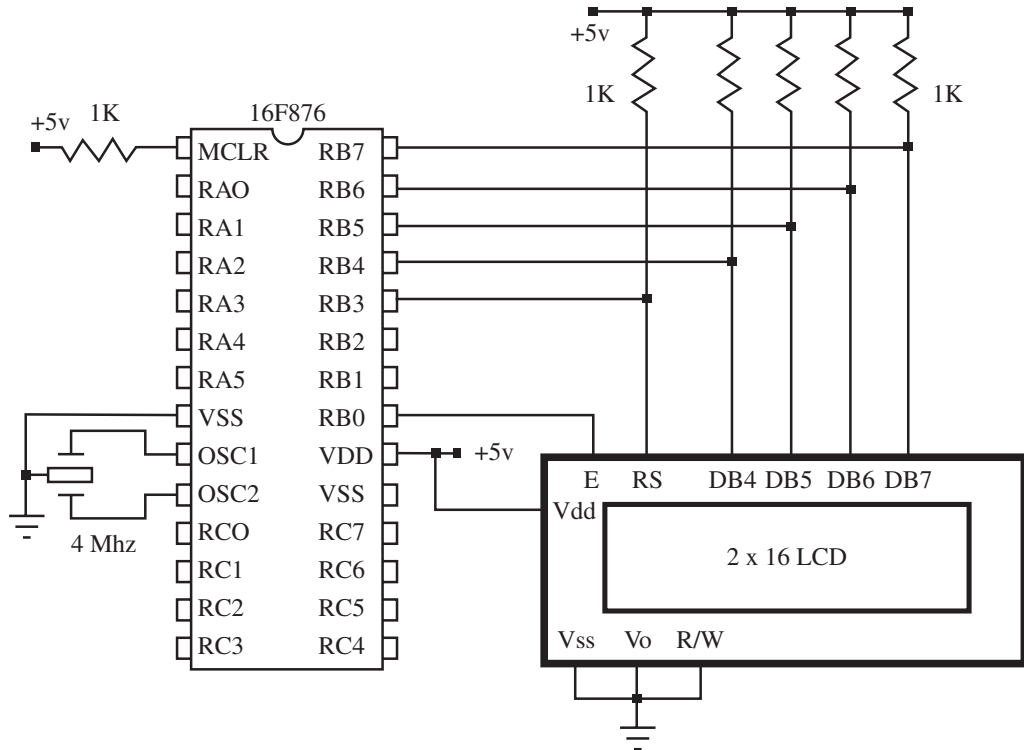 +5v
1K
1K
+5v
1K
16F876
MCLR RB7
RAO RB6
RA1 RB5
RA2 RB4
RA3 RB3
RA4 RB2
RA5 RB1
VSS RB0
OSC1 VDD +5v
OSC2 VSS
RCO RC7
RC1 RC6
RC2 RC5
RC3 RC4
4 Mhz
E RS DB4 DB5 DB6 DB7
Vdd
2 x 16 LCD
Vss Vo R/W